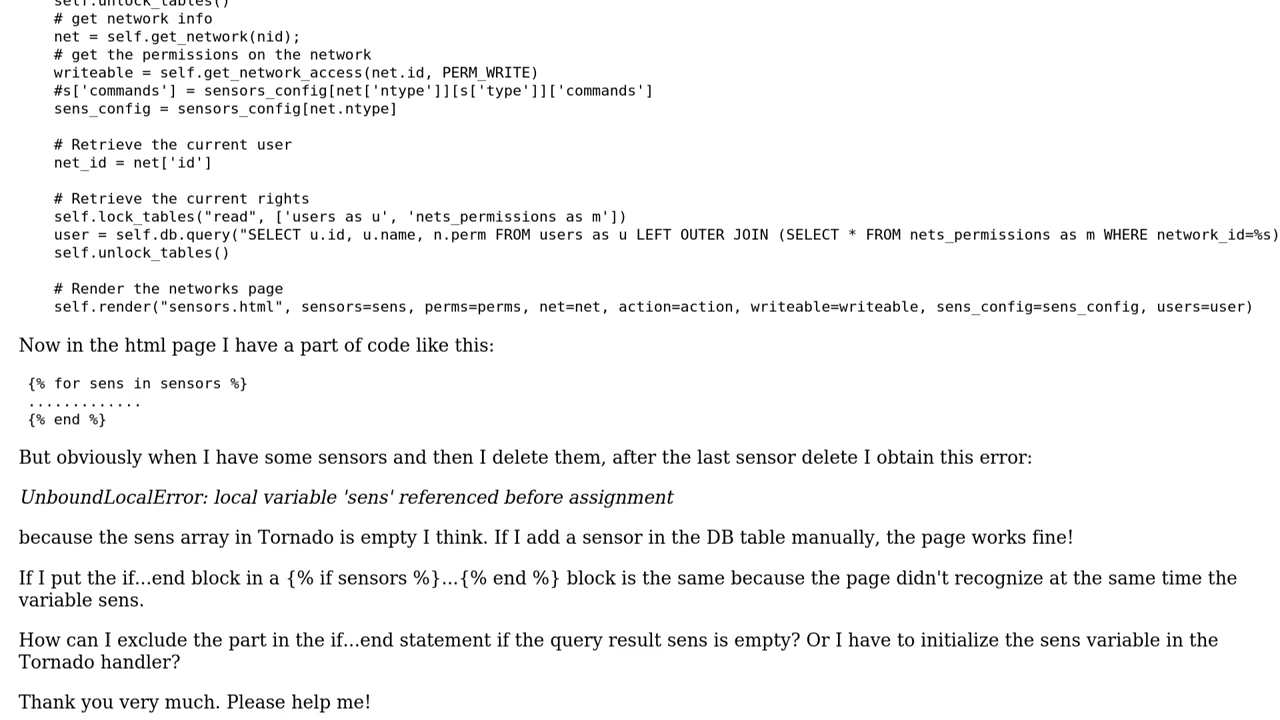 self.unlock_tables()
# get network info
net = self.get_network(nid);
# get the permissions on the network
writeable = self.get_network_access(net.id, PERM_WRITE)
#s['commands'] = sensors_config[net['ntype']][s['type']]['commands']
sens_config = sensors_config[net.ntype]
# Retrieve the current user
net_id = net['id']
# Retrieve the current rights
self.lock_tables("read", ['users as u', 'nets_permissions as m'])
user = self.db.query("SELECT u.id, u.name, n.perm FROM users as u LEFT OUTER JOIN (SELECT * FROM nets_permissions as m WHERE network_id=%s)
self.unlock_tables()
# Render the networks page
self.render("sensors.html", sensors=sens, perms=perms, net=net, action=action, writeable=writeable, sens_config=sens_config, users=user)
Now in the html page I have a part of code like this:
{% for sens in sensors %}
.............
{% end %}
But obviously when I have some sensors and then I delete them, after the last sensor delete I obtain this error:
UnboundLocalError: local variable 'sens' referenced before assignment
because the sens array in Tornado is empty I think. If I add a sensor in the DB table manually, the page works fine!
If I put the if...end block in a {% if sensors %}...{% end %} block is the same because the page didn't recognize at the same time the
variable sens.
How can I exclude the part in the if...end statement if the query result sens is empty? Or I have to initialize the sens variable in the
Tornado handler?
Thank you very much. Please help me!